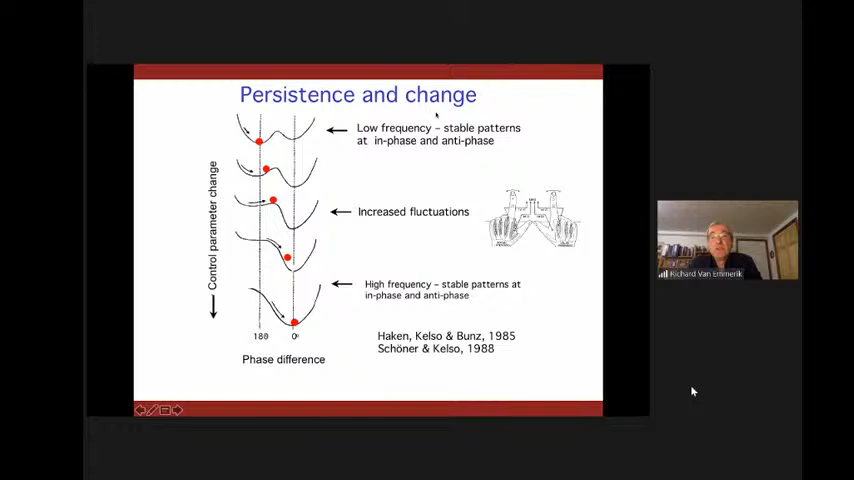 Persistence and change
Low frequency – stable patterns
at in-phase and anti-phase
Control parameter change
Increased fluctuations
High frequency – stable patterns at
in-phase and anti-phase
180 0°
Phase difference
Haken, Kelso & Bunz, 1985
Schöner & Kelso, 1988
Richard Van Emmerik